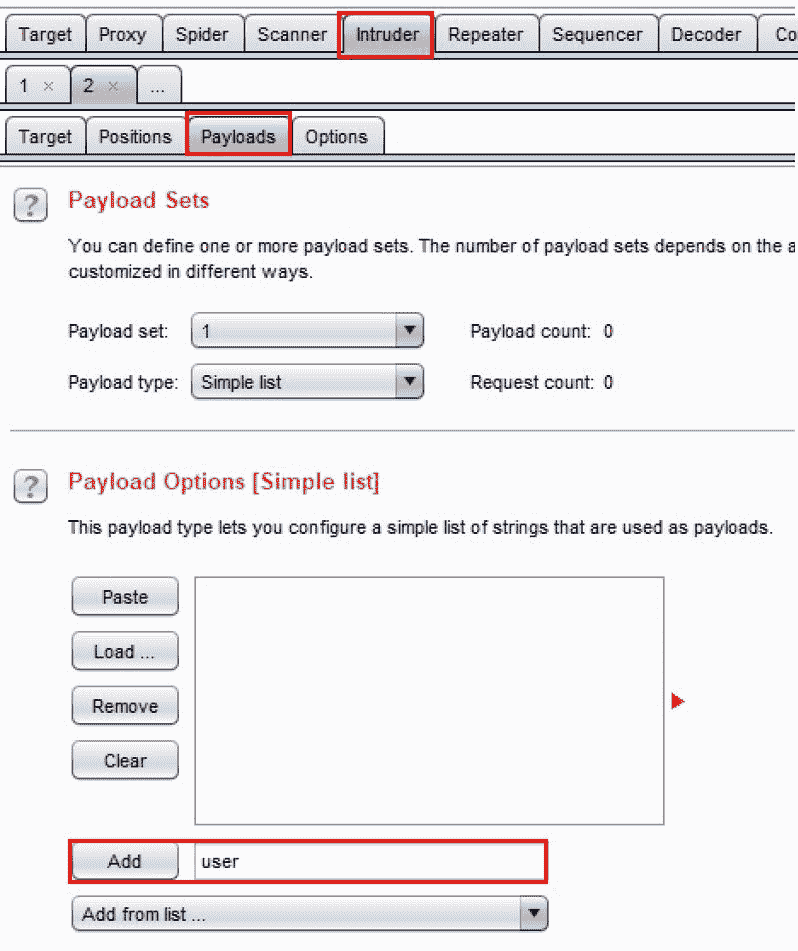 Target Proxy Spider Scanner Intruder Repeater Sequencer Decoder Co
1 × 2 × ...
Target Positions Payloads Options
? Payload Sets
You can define one or more payload sets. The number of payload sets depends on the a
customized in different ways.
Payload set: 1 Payload count: 0
Payload type: Simple list Request count: 0
? Payload Options [Simple list]
This payload type lets you configure a simple list of strings that are used as payloads.
Paste
Load ...
Remove
Clear
Add user
Add from list ...